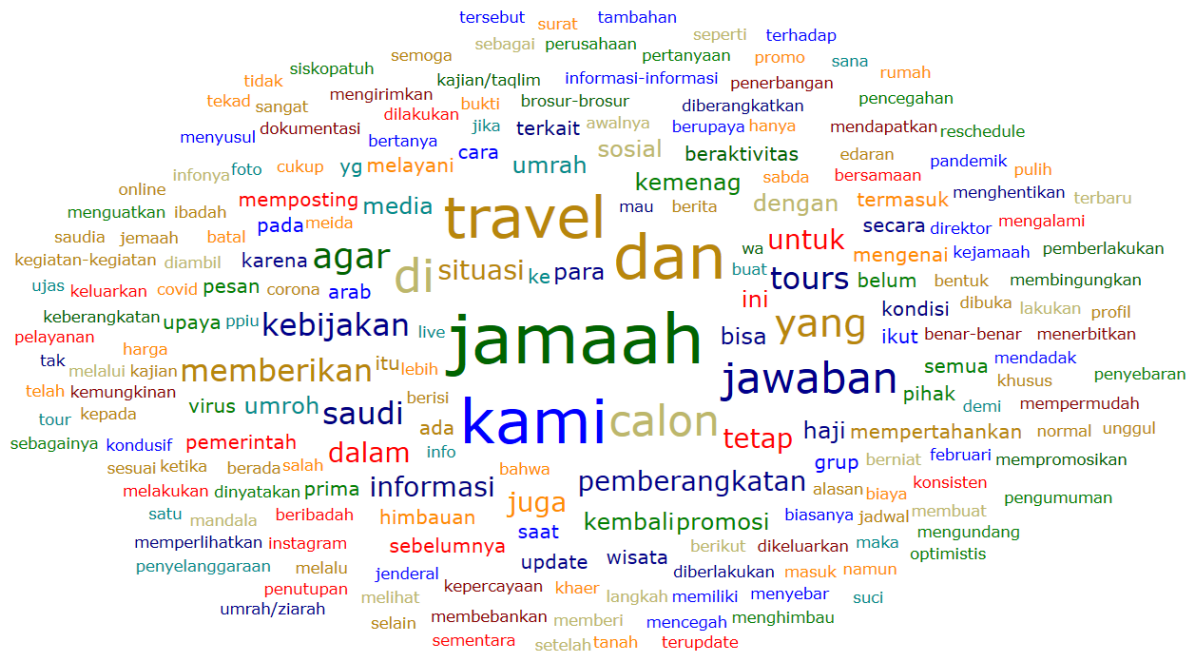 tersebut surat tambahan
sebagai perusahaan seperti terhadap
semoga pertanyaan promo sana
siskopatuh kajian/taqlim informasi-informasi penerbangan rumah
tidak mengirimkan bukti brosur-brosur diberangkatkan pencegahan
tekad sangat dilakukan jika terkait awalnya berupaya hanya mendapatkan reschedule
menyusul dokumentasi bertanya cara sosial beraktivitas edaran pandemik
infonya foto cukup yg melayani umrah kemenag sabda bersamaan pulih
online memposting media travel mau berita dengan termasuk menghentikan terbaru
menguatkan ibadah pada meida secara direktor mengalami
saudia jemaah batal agar dan wa untuk mengenai kejamaah pemberlakukan
kegiatan-kegiatan diambil karena di situasi ke para buat tours belum bentuk membingungkan
ujas keluarkan covid pesan corona arab ini kondisi dibuka lakukan profil
keberangkatan upaya ppiu kebijakan live jamaah bisa yang ikut benar-benar menerbitkan
pelayanan harga
tak melalui kajian memberikan itu lebih jawaban semua mendadak penyebaran
telah kemungkinan berisi pihak khusus
tour kepada virus umroh saudi kami calon demi mempermudah
sebagainya kondusif pemerintah dalam ada info tetap haji mempertahankan normal unggul
sesuai ketika berada salah bahwa grup berniat februari mempromosikan
melakukan dinyatakan prima informasi juga pemberangkatan alasan biaya konsisten pengumuman
satu mandala beribadah himbauan saat kembali promosi biasanya jadwal membuat mengundang
memperlihatkan instagram sebelumnya update wisata berikut dikeluarkan maka optimistis
penyelanggaraan melalu jenderal diberlakukan masuk namun
penutupan melihat kepercayaan khaer langkah memiliki menyebar suci
umrah/ziarah selain membebankan memberi mencegah menghimbau
sementara setelah tanah terupdate